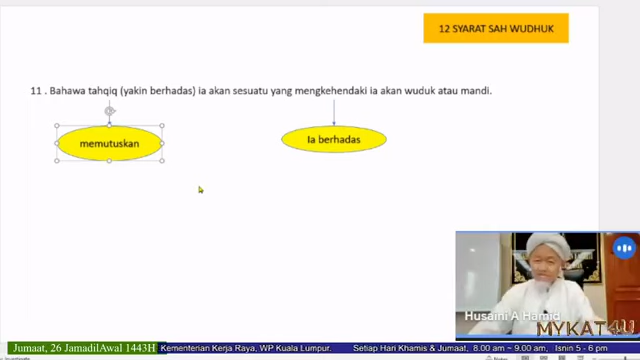 12 SYARAT SAH WUDHUK
11 . Bahawa tahqiq (yakin berhadas) ia akan sesuatu yang mengkehendaki ia akan wuduk atau mandi.
memutuskan
Ia berhadas
Husaini A Hamid
MYKAT4U
Jumaat, 26 JamadilAwal 1443H
Kementerian Kerja Raya, WP Kuala Lumpur.
Setiap Hari Khamis & Jumaat, 8.00 am ~ 9.00 am, Isnin 5 - 6 pm
Notes